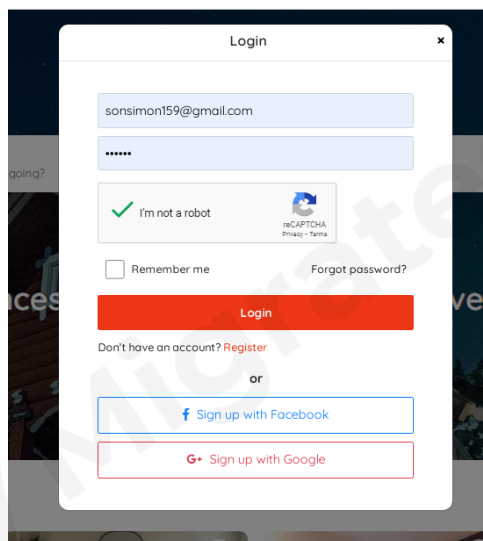 Login
×
sonsimon159@gmail.com
••••••
going?
I'm not a robot
reCAPTCHA
Privacy - Terms
Remember me
Forgot password?
Login
Don't have an account? Register
or
f Sign up with Facebook
G+ Sign up with Google